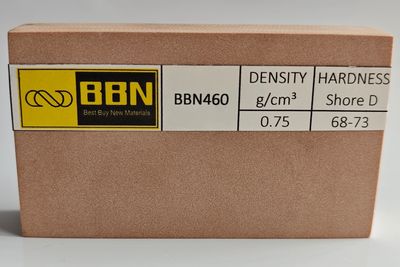 BBN
Best Buy New Materials
BBN460
DENSITY
g/cm³
0.75
HARDNESS
Shore D
68-73